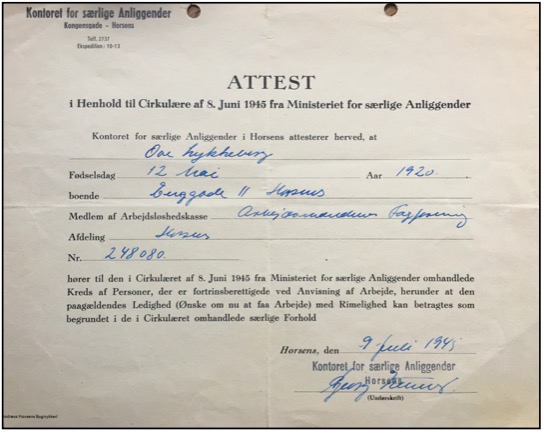 Kontoret for særlige Anliggender
Kongensgade - Horsens
Telf. 2737
Ekspedition: 10-13
ATTEST
i Henhold til Cirkulære af 8. Juni 1945 fra Ministeriet for særlige Anliggender
Kontoret for særlige Anliggender i Horsens attesterer herved, at
Ove Lykkeberg
Fødselsdag 12 Mai Aar 1920.
boende 11 Horsens
Medlem af Arbejdsløshedskasse Arbejdsmændenes Fagforening
Afdeling Horsens
Nr. 248080.
hører til den i Cirkulæret af 8. Juni 1945 fra Ministeriet for særlige Anliggender omhandlede
Kreds af Personer, der er fortrinsberettigede ved Anvisning af Arbejde, herunder at den
paagældendes Ledighed (Ønske om nu at faa Arbejde) med Rimelighed kan betragtes som
begrundet i de i Cirkulæret omhandlede særlige Forhold
Horsens, den 9 Juli 1945
Kontoret for særlige Anliggender
Horsens
(Underskrift)